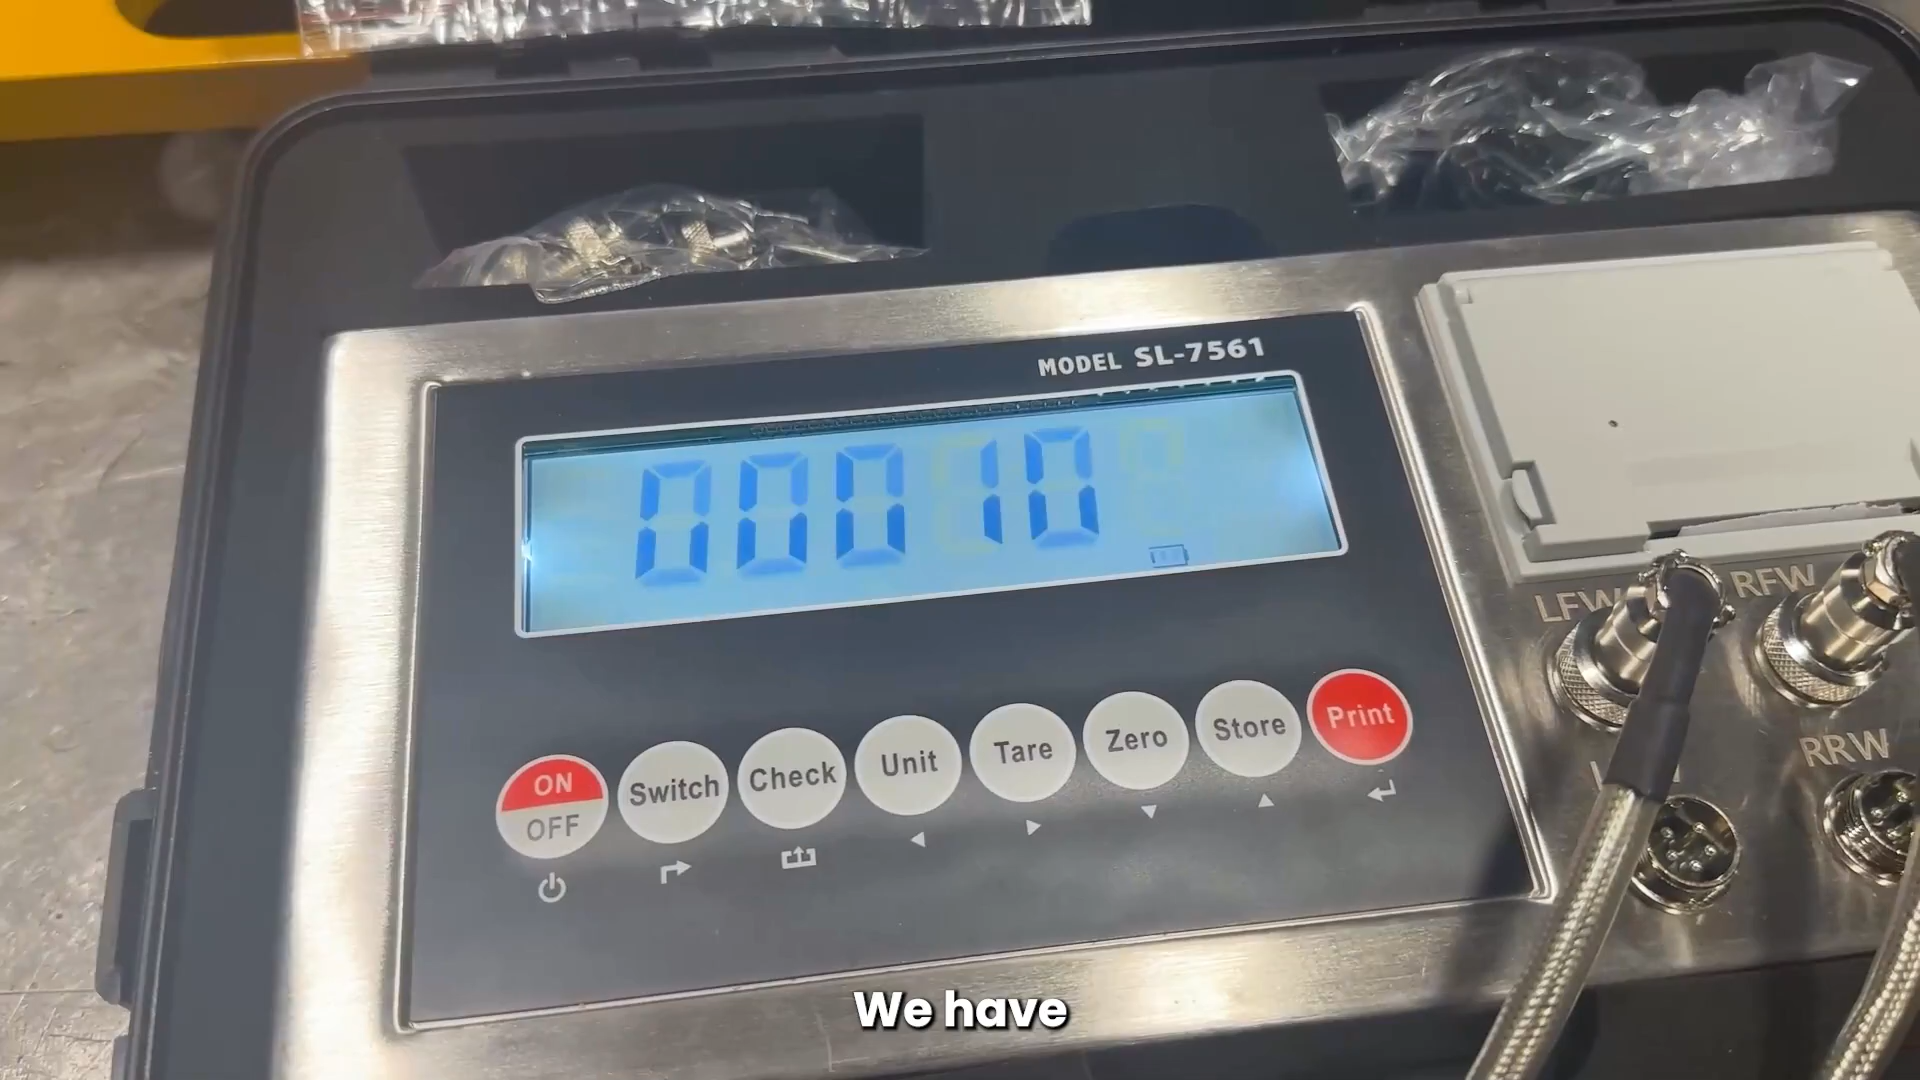 MODEL SL-7561
00010
LFW
RFW
RRW
ON
OFF
Switch
Check
Unit
Tare
Zero
Store
Print
We have